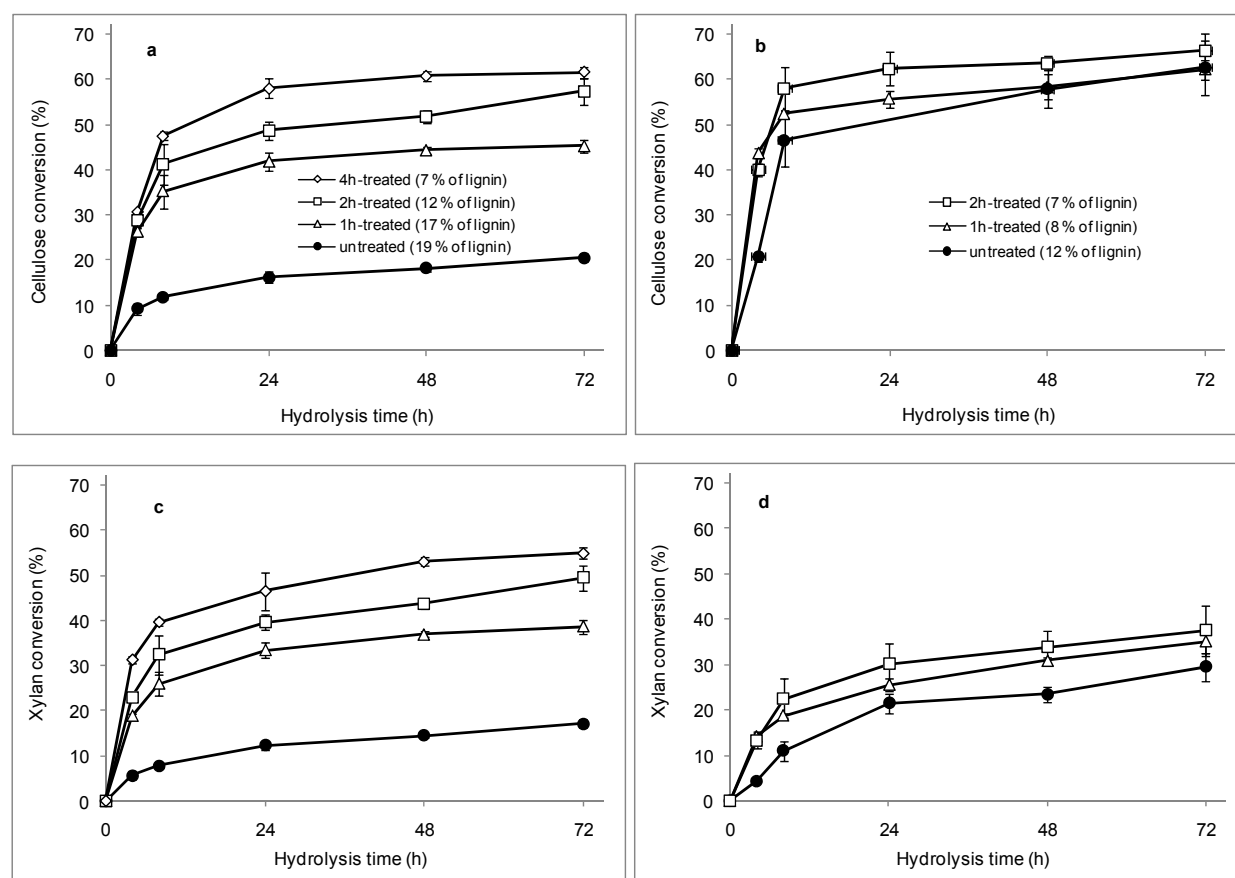 a
Cellulose conversion (%)
70
60
50
40
30
20
10
0
4h-treated (7 % of lignin)
2h-treated (12 % of lignin)
1h-treated (17 % of lignin)
untreated (19 % of lignin)
0 24 48 72
Hydrolysis time (h)
b
Cellulose conversion (%)
70
60
50
40
30
20
10
0
2h-treated (7 % of lignin)
1h-treated (8 % of lignin)
untreated (12 % of lignin)
0 24 48 72
Hydrolysis time (h)
c
Xylan conversion (%)
70
60
50
40
30
20
10
0
0 24 48 72
Hydrolysis time (h)
d
Xylan conversion (%)
70
60
50
40
30
20
10
0
0 24 48 72
Hydrolysis time (h)